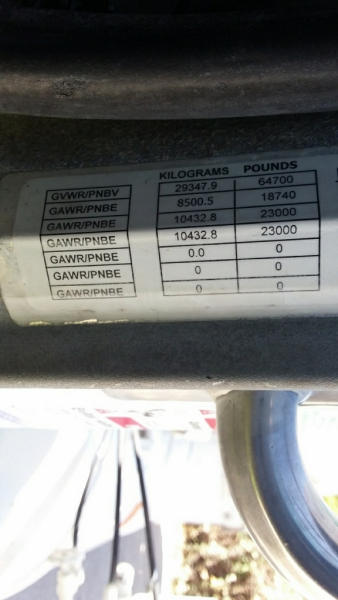 KILOGRAMS POUNDS
GVWR/PNBV 29347.9 64700
GAWR/PNBE 8500.5 18740
GAWR/PNBE 10432.8 23000
GAWR/PNBE 10432.8 23000
GAWR/PNBE 0.0 0
GAWR/PNBE 0 0
GAWR/PNBE 0 0